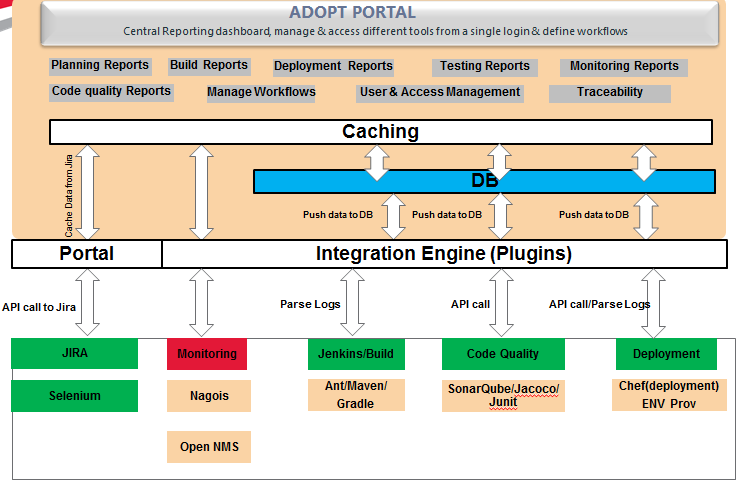 ADOPT PORTAL
Central Reporting dashboard, manage & access different tools from a single login & define workflows
Planning Reports
Build Reports
Deployment Reports
Testing Reports
Monitoring Reports
Code quality Reports
Manage Workflows
User & Access Management
Traceability
Caching
Cache Data from Jira
DB
Push data to DB
Push data to DB
Push data to DB
Portal
Integration Engine (Plugins)
API call to Jira
Parse Logs
API call
API call/Parse Logs
JIRA
Monitoring
Jenkins/Build
Code Quality
Deployment
Selenium
Nagois
Ant/Maven/
Gradle
SonarQube/Jacoco/
Junit
Chef(deployment)
ENV Prov
Open NMS